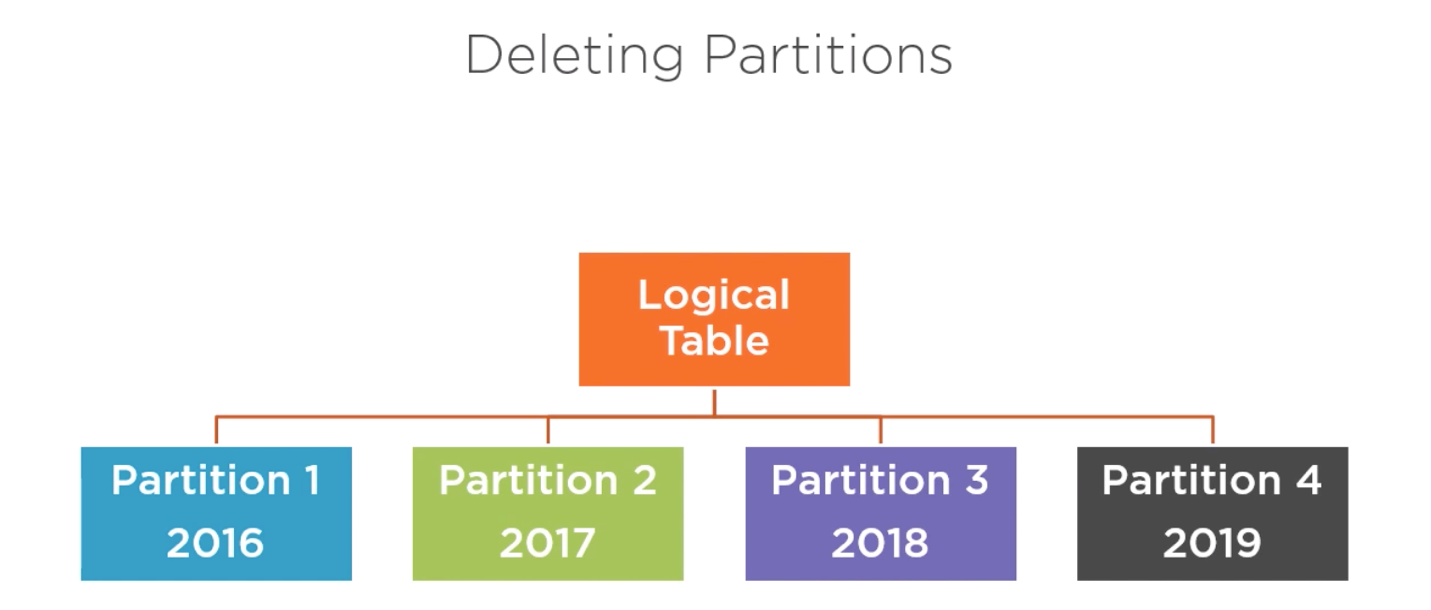 Deleting Partitions
Logical
Table
Partition 1
2016
Partition 2
2017
Partition 3
2018
Partition 4
2019